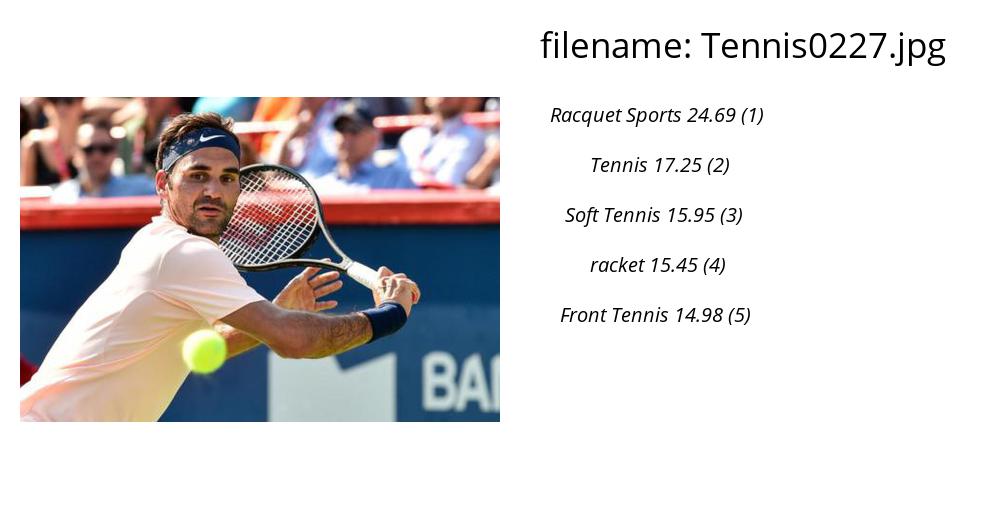 filename: Tennis0227.jpg
Racquet Sports 24.69 (1)
Tennis 17.25 (2)
Soft Tennis 15.95 (3)
racket 15.45 (4)
Front Tennis 14.98 (5)
BA